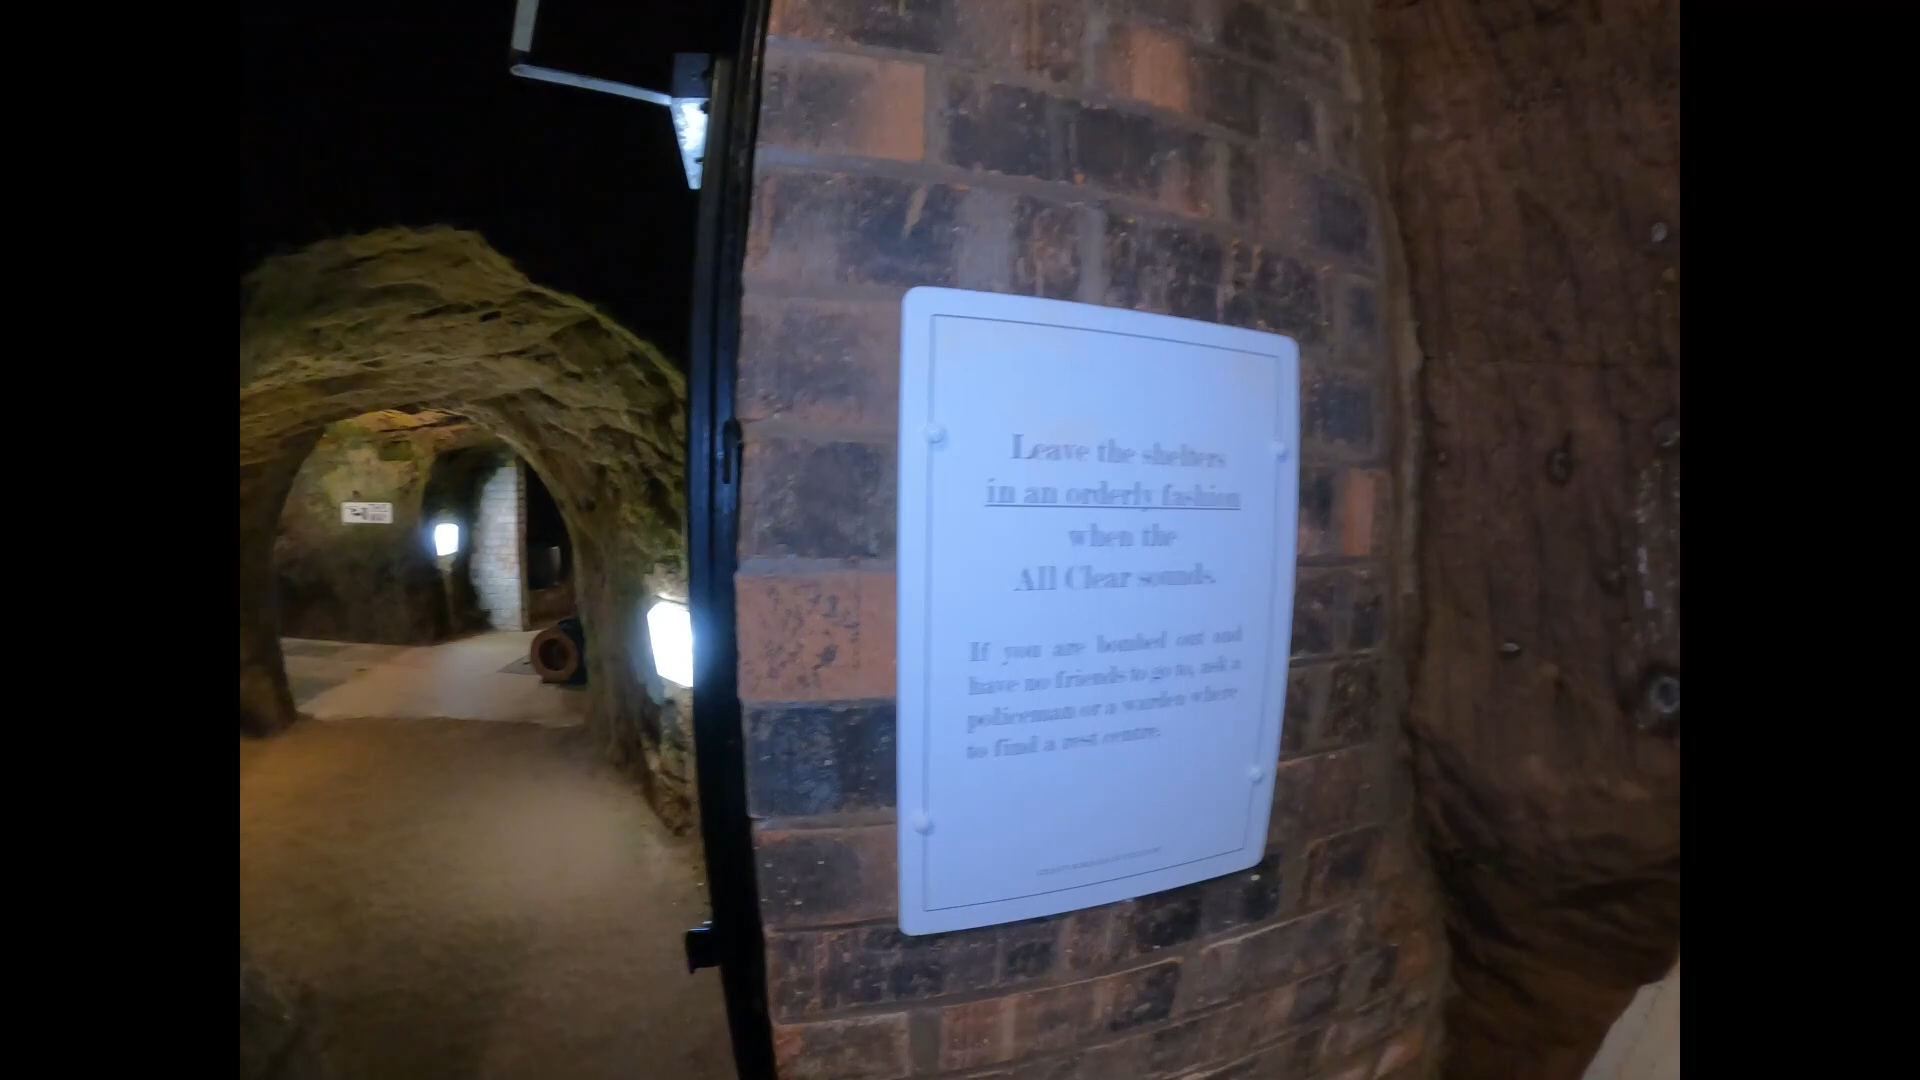 Leave the shelters
in an orderly fashion
when the
All Clear sounds.
If you are bombed out and
have no friends to go to, ask a
policeman or a warden where
to find a rest centre.